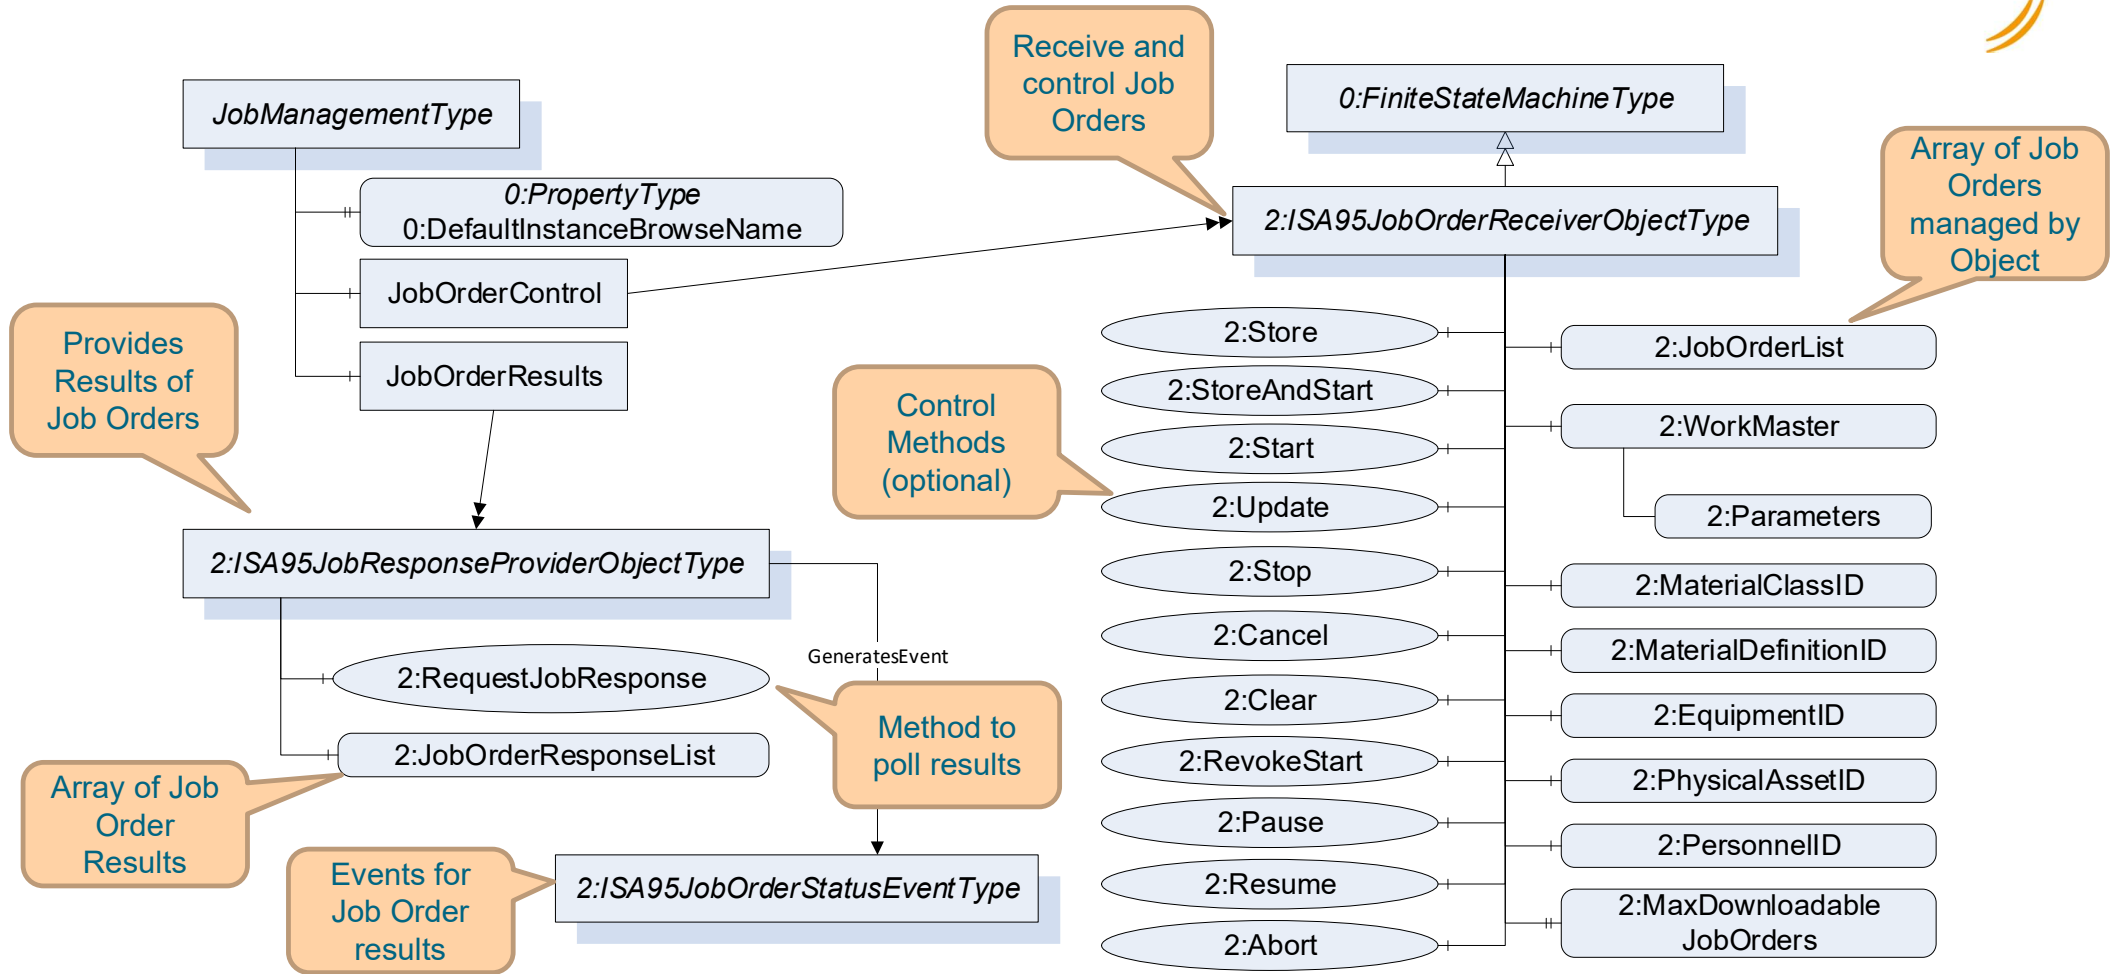 JobManagementType
0:PropertyType
0:DefaultInstanceBrowseName
JobOrderControl
JobOrderResults
Provides
Results of
Job Orders
2:ISA95JobResponseProviderObjectType
2:RequestJobResponse
2:JobOrderResponseList
GeneratesEvent
Method to
poll results
Array of Job
Order
Results
Events for
Job Order
results
2:ISA95JobOrderStatusEventType
Receive and
control Job
Orders
0:FiniteStateMachineType
2:ISA95JobOrderReceiverObjectType
Array of Job
Orders
managed by
Object
Control
Methods
(optional)
2:Store
2:StoreAndStart
2:Start
2:Update
2:Stop
2:Cancel
2:Clear
2:RevokeStart
2:Pause
2:Resume
2:Abort
2:JobOrderList
2:WorkMaster
2:Parameters
2:MaterialClassID
2:MaterialDefinitionID
2:EquipmentID
2:PhysicalAssetID
2:PersonnelID
2:MaxDownloadable
JobOrders